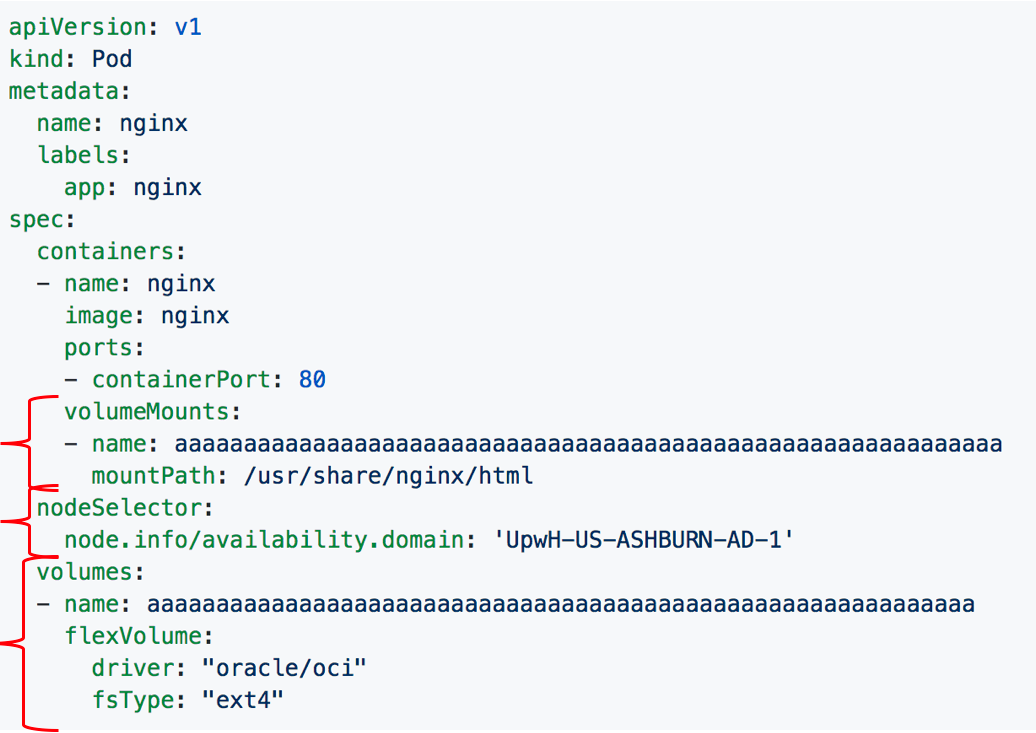 apiVersion: v1
kind: Pod
metadata:
  name: nginx
  labels:
    app: nginx
spec:
  containers:
  - name: nginx
    image: nginx
    ports:
    - containerPort: 80
    volumeMounts:
    - name: aaaaaaaaaaaaaaaaaaaaaaaaaaaaaaaaaaaaaaaaaaaaaaaaaaaaaaaaaaaa
      mountPath: /usr/share/nginx/html
  nodeSelector:
    node.info/availability.domain: 'UpwH-US-ASHBURN-AD-1'
  volumes:
  - name: aaaaaaaaaaaaaaaaaaaaaaaaaaaaaaaaaaaaaaaaaaaaaaaaaaaaaaaaaaaa
    flexVolume:
      driver: "oracle/oci"
      fsType: "ext4"